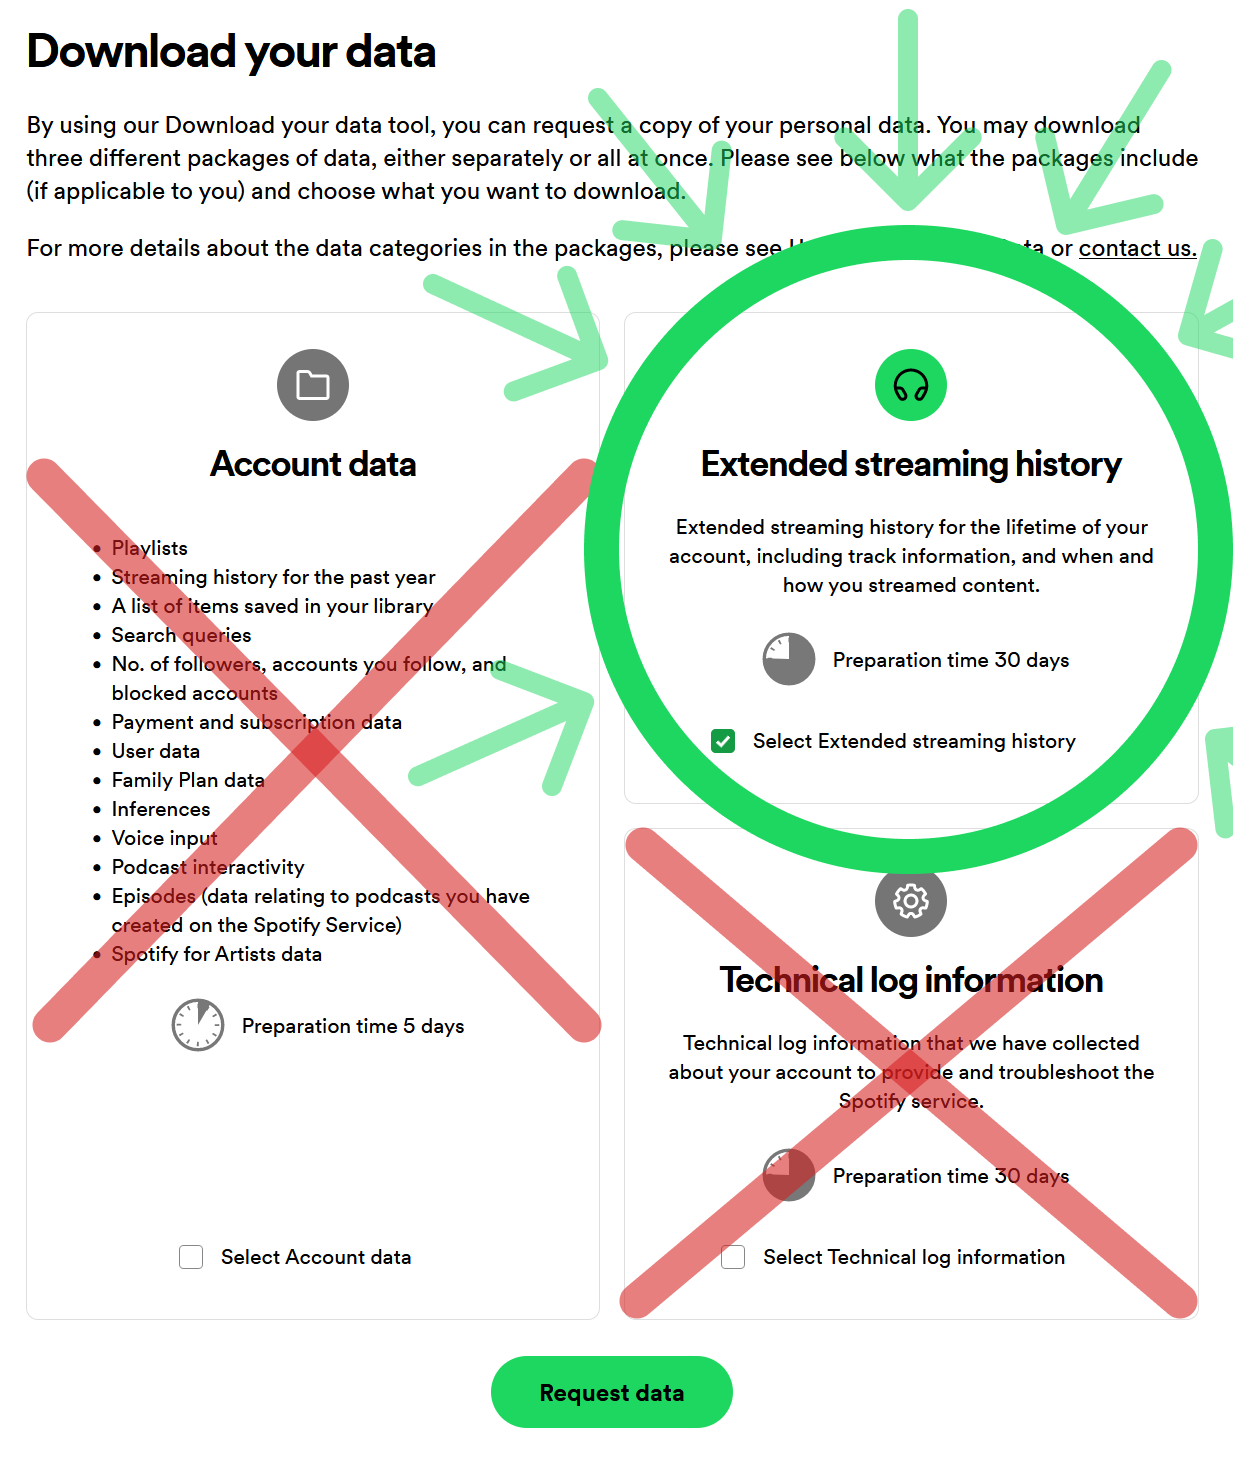 Download your data
By using our Download your data tool, you can request a copy of your personal data. You may download
three different packages of data, either separately or all at once. Please see below what the packages include
(if applicable to you) and choose what you want to download.
For more details about the data categories in the packages, please see or contact us.
Account data
• Playlists
• Streaming history for the past year
• A list of items saved in your library
• Search queries
• No. of followers, accounts you follow, and
blocked accounts
• Payment and subscription data
• User data
• Family Plan data
• Inferences
• Voice input
• Podcast interactivity
• Episodes (data relating to podcasts you have
created on the Spotify Service)
• Spotify for Artists data
Preparation time 5 days
Select Account data
Extended streaming history
Extended streaming history for the lifetime of your
account, including track information, and when and
how you streamed content.
Preparation time 30 days
Select Extended streaming history
Technical log information
Technical log information that we have collected
about your account to provide and troubleshoot the
Spotify service.
Preparation time 30 days
Select Technical log information
Request data